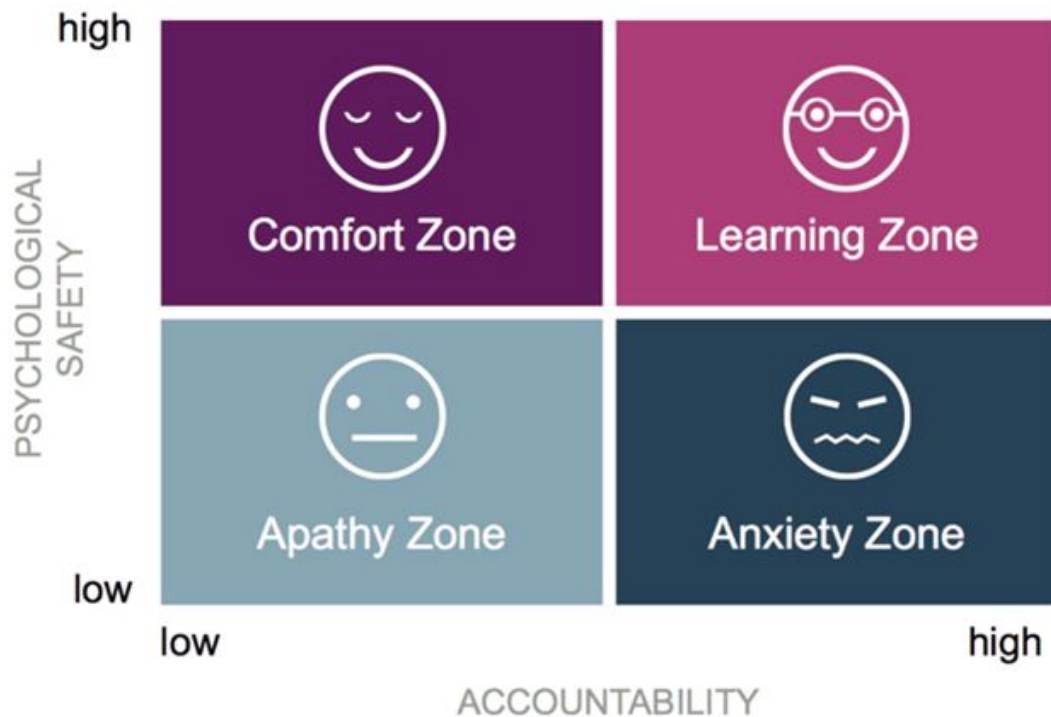 high
Comfort Zone
Learning Zone
PSYCHOLOGICAL
SAFETY
Apathy Zone
Anxiety Zone
low
low
high
ACCOUNTABILITY